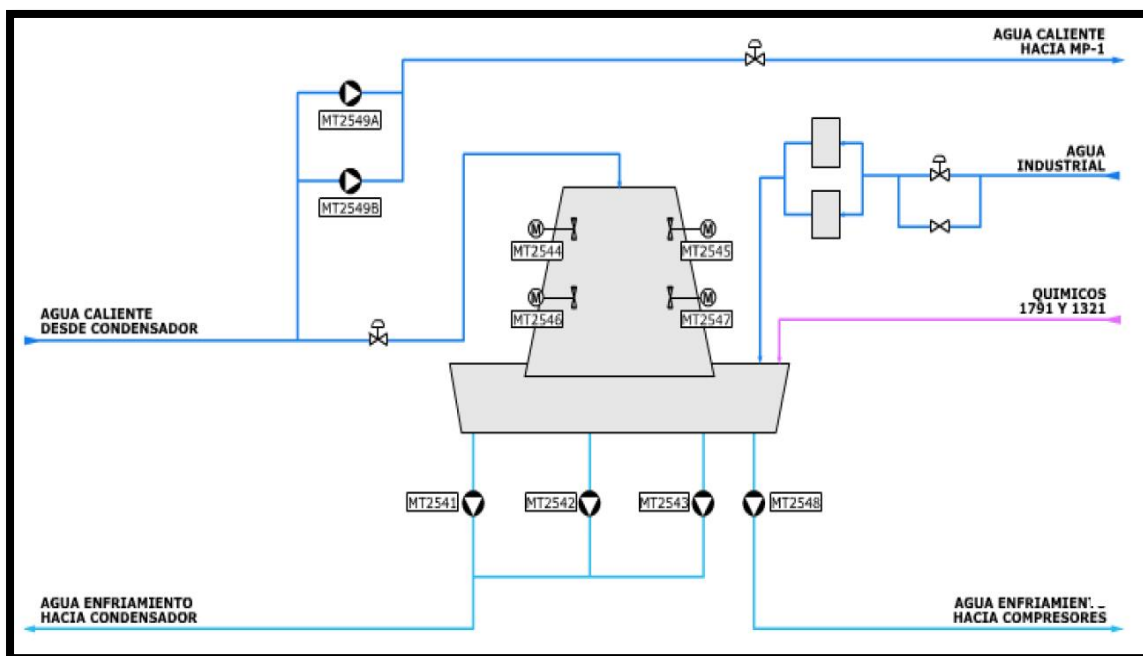 AGUA CALIENTE
HACIA MP-1
MT2549A
AGUA
INDUSTRIAL
MT2549B
M
M
MT2544
MT2545
M
M
MT2546
MT2547
QUIMICOS
1791 Y 1321
AGUA CALIENTE
DESDE CONDENSADOR
MT2541
MT2542
MT2543
MT2548
AGUA ENFRIAMIENTO
HACIA CONDENSADOR
AGUA
HACIA COMPRESORES